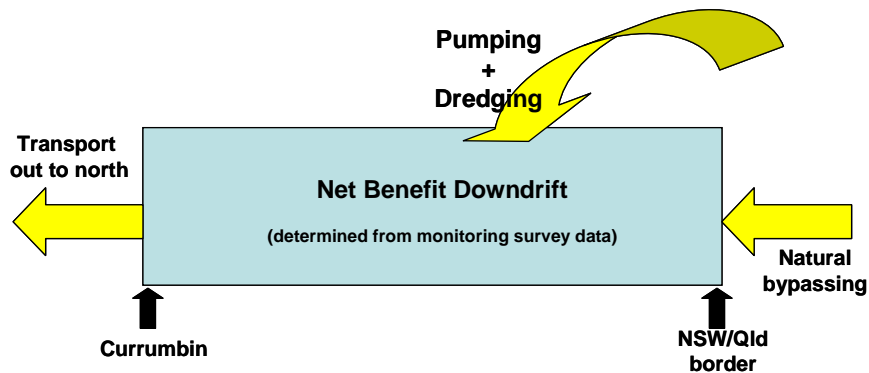 Pumping
+
Dredging
Transport
out to north
Net Benefit Downdrift
(determined from monitoring survey data)
Natural
bypassing
Currumbin
NSW/Qld
border